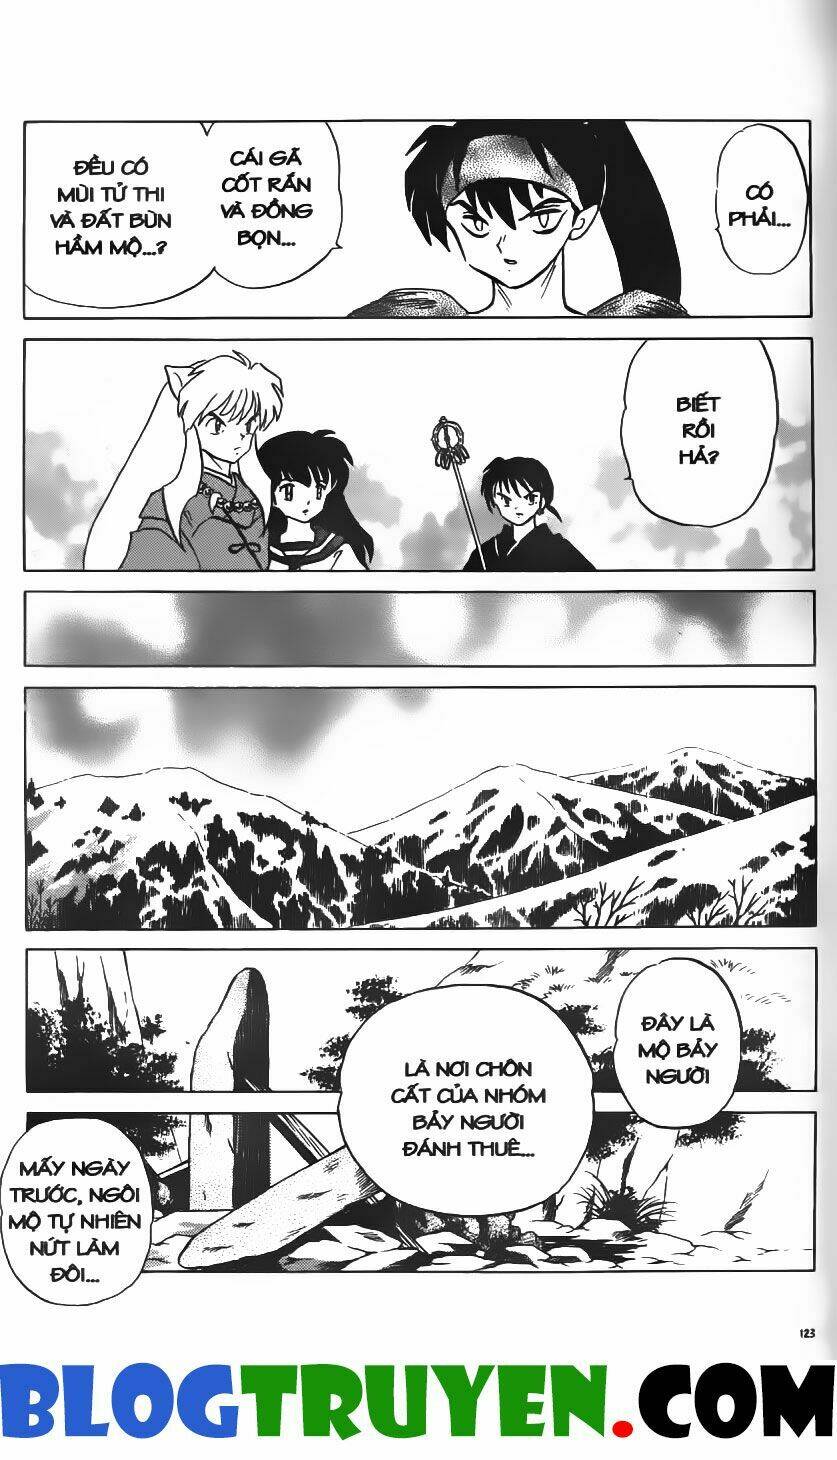 CÓ
PHẢI...
CÁI GÃ
CỐT RẮN
VÀ ĐỒNG
BỌN...
ĐỀU CÓ
MÙI TỬ THI
VÀ ĐẤT BÙN
HẦM MỘ...?
BIẾT
RỒI
HẢ?
ĐÂY LÀ
MỘ BẢY
NGƯỜI
LÀ NƠI CHÔN
CẤT CỦA NHÓM
BẢY NGƯỜI
ĐÁNH THUÊ...
MẤY NGÀY
TRƯỚC, NGÔI
MỘ TỰ NHIÊN
NỨT LÀM
ĐÔI...
123
BLOGTRUYEN.COM